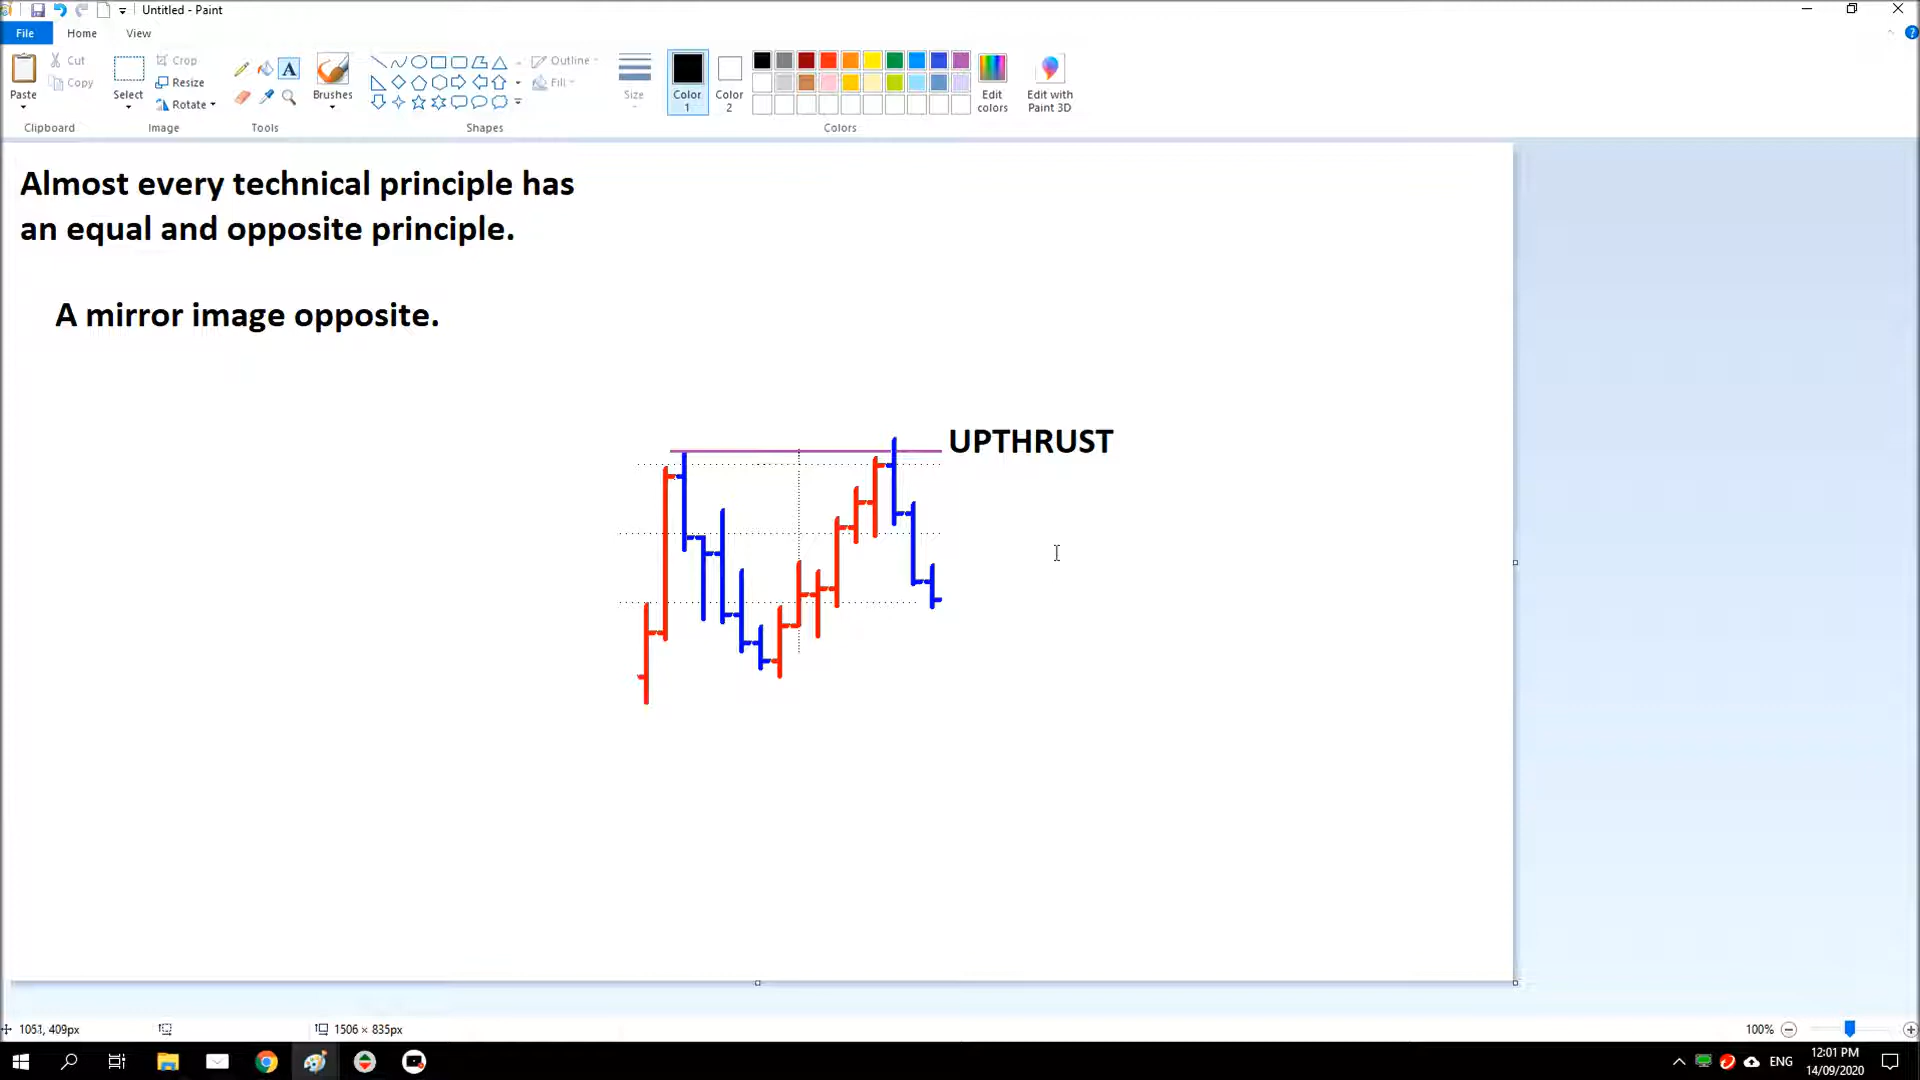 Untitled - Paint
File Home View
Paste
Cut
Copy
Clipboard
Select
Crop
Resize
Rotate
Image
A
Tools
Brushes
Shapes
Outline
Fill
Size
Color 1
Color 2
Edit colors
Colors
Edit with Paint 3D
Almost every technical principle has
an equal and opposite principle.
A mirror image opposite.
UPTHRUST
1051, 409px
1506 × 835px
100%
ENG
12:01 PM
14/09/2020